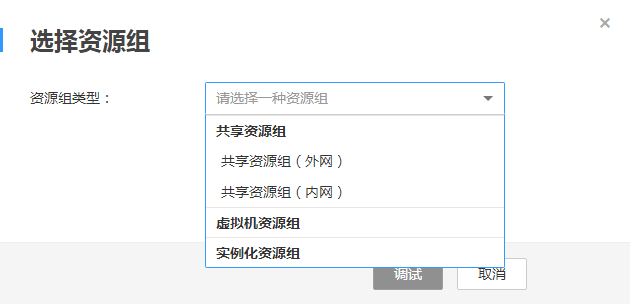 选择资源组
×
资源组类型：
请选择一种资源组
共享资源组
共享资源组（外网）
共享资源组（内网）
虚拟机资源组
实例化资源组
调试
取消